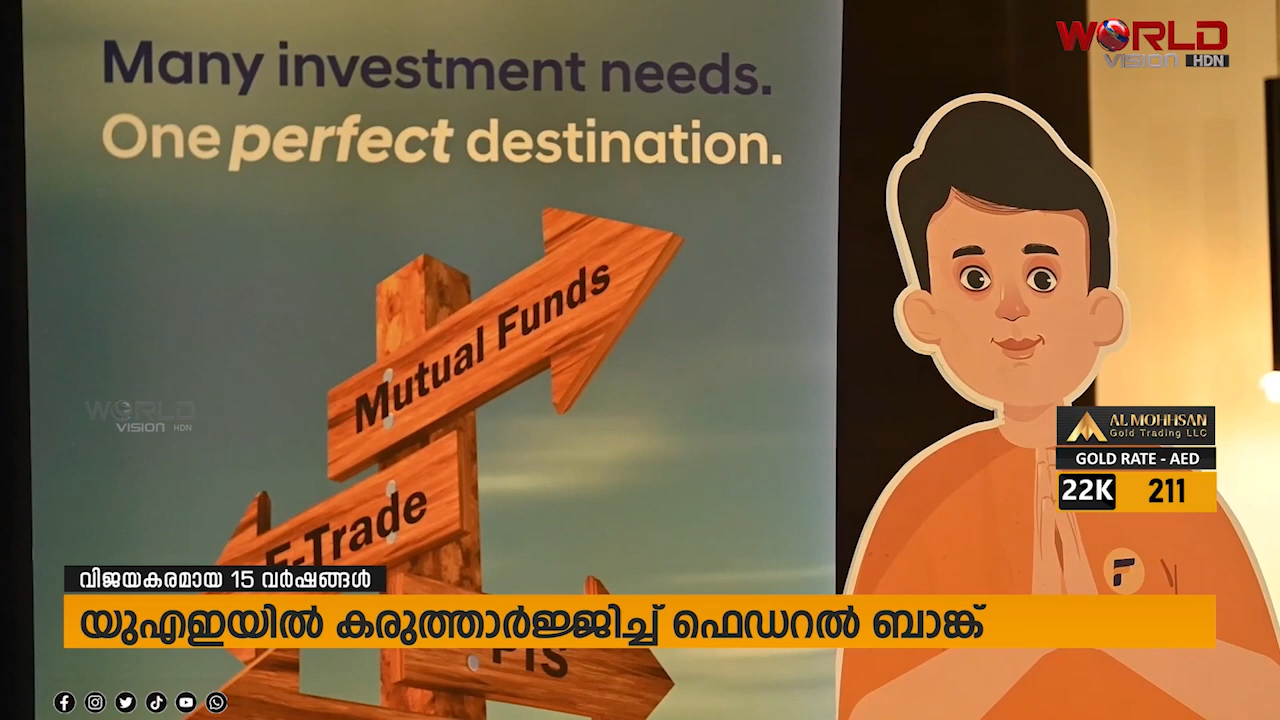 Many investment needs.
One perfect destination.
WORLD
VISION HDN
Mutual Funds
WORLD
VISION HDN
AL MOHHSAN
Gold Trading LLC
GOLD RATE - AED
22K 211
E-Trade
F
വിജയകരമായ 15 വർഷങ്ങൾ
യുഎഇയിൽ കരുത്താർജ്ജിച്ച് ഫെഡറൽ ബാങ്ക്
PIS